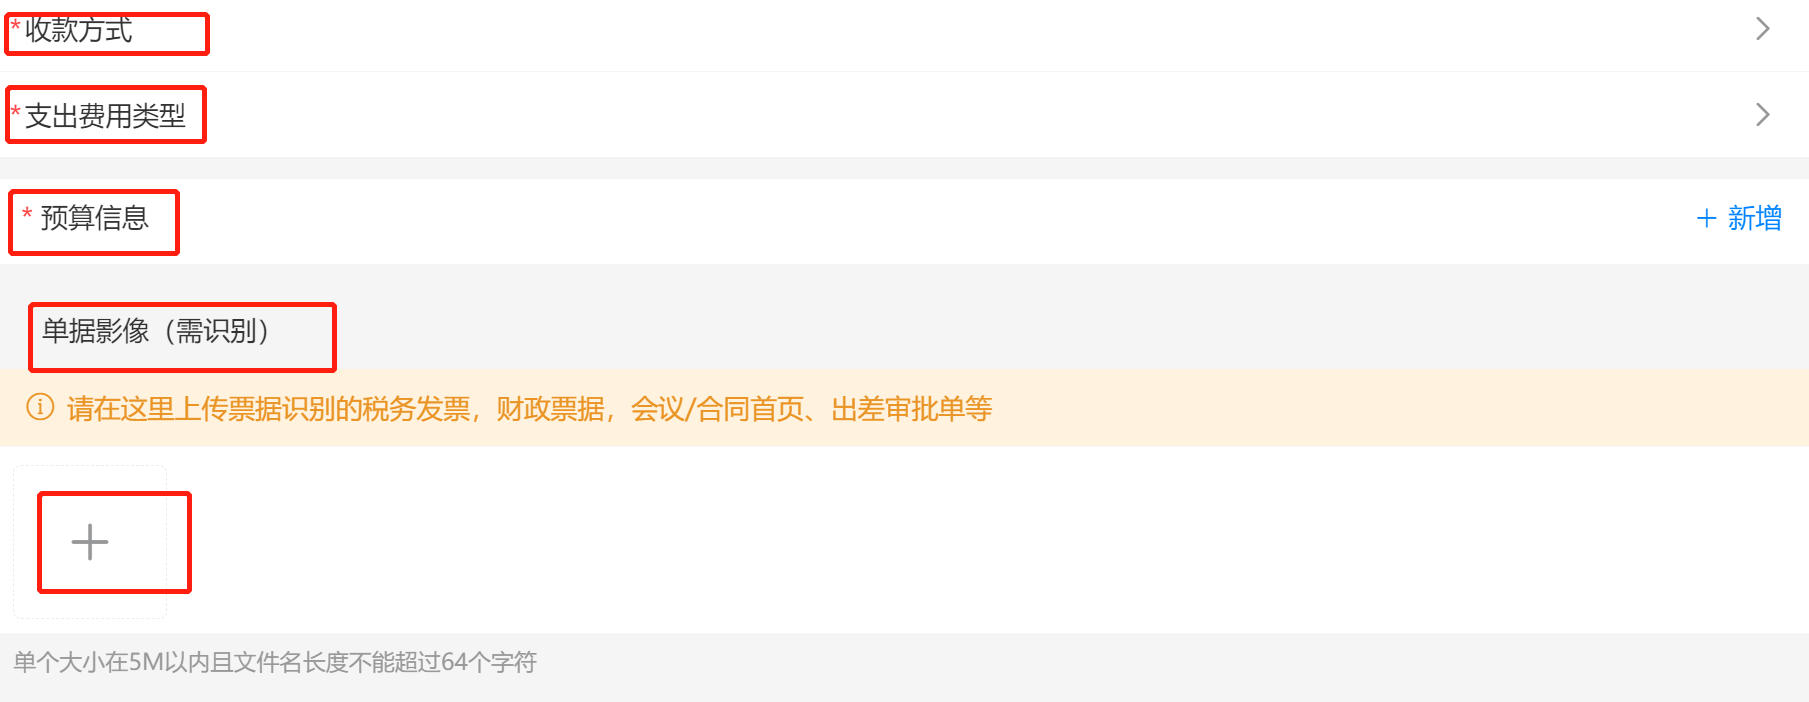 *收款方式
*支出费用类型
* 预算信息
+ 新增
单据影像（需识别）
请在这里上传票据识别的税务发票，财政票据，会议/合同首页、出差审批单等
单个大小在5M以内且文件名长度不能超过64个字符